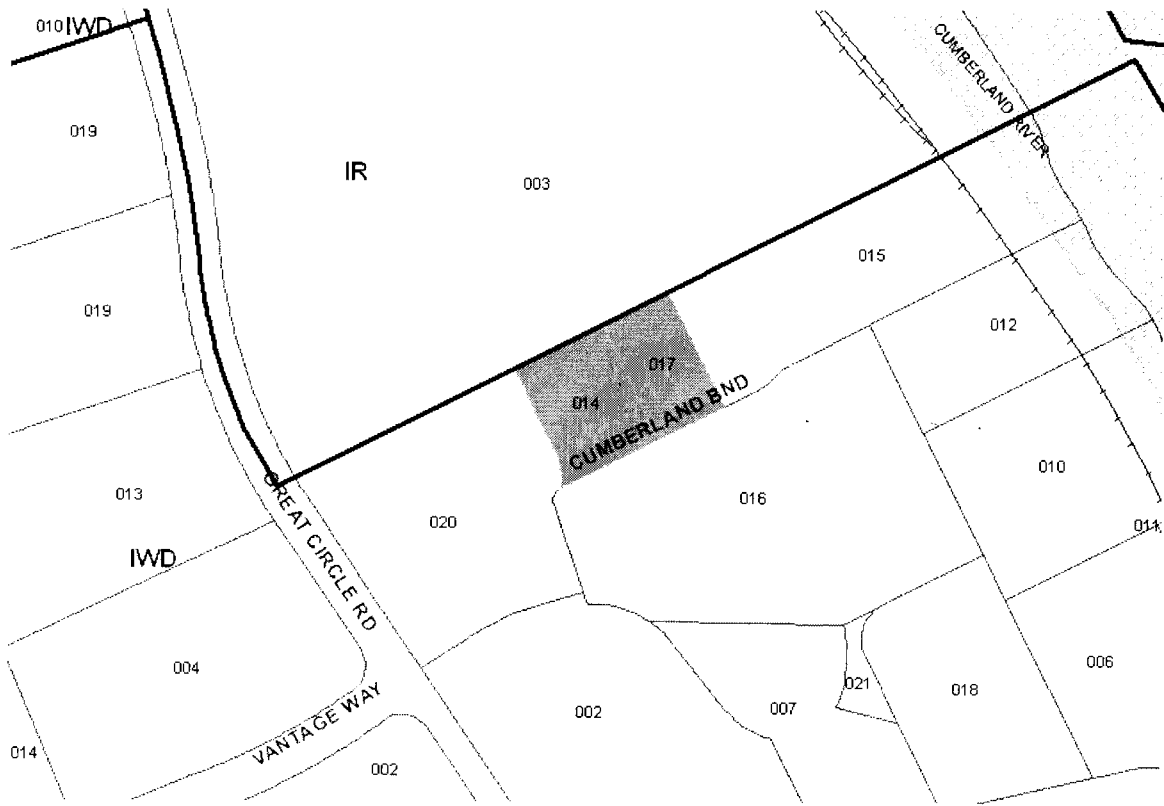 010 IWD
CUMBERLAND RIVER
019
IR
003
015
019
012
017
014
CUMBERLAND BND
010
013
016
020
011
GREAT CIRCLE RD
IWD
006
004
021
018
007
002
VANTAGE WAY
014
002